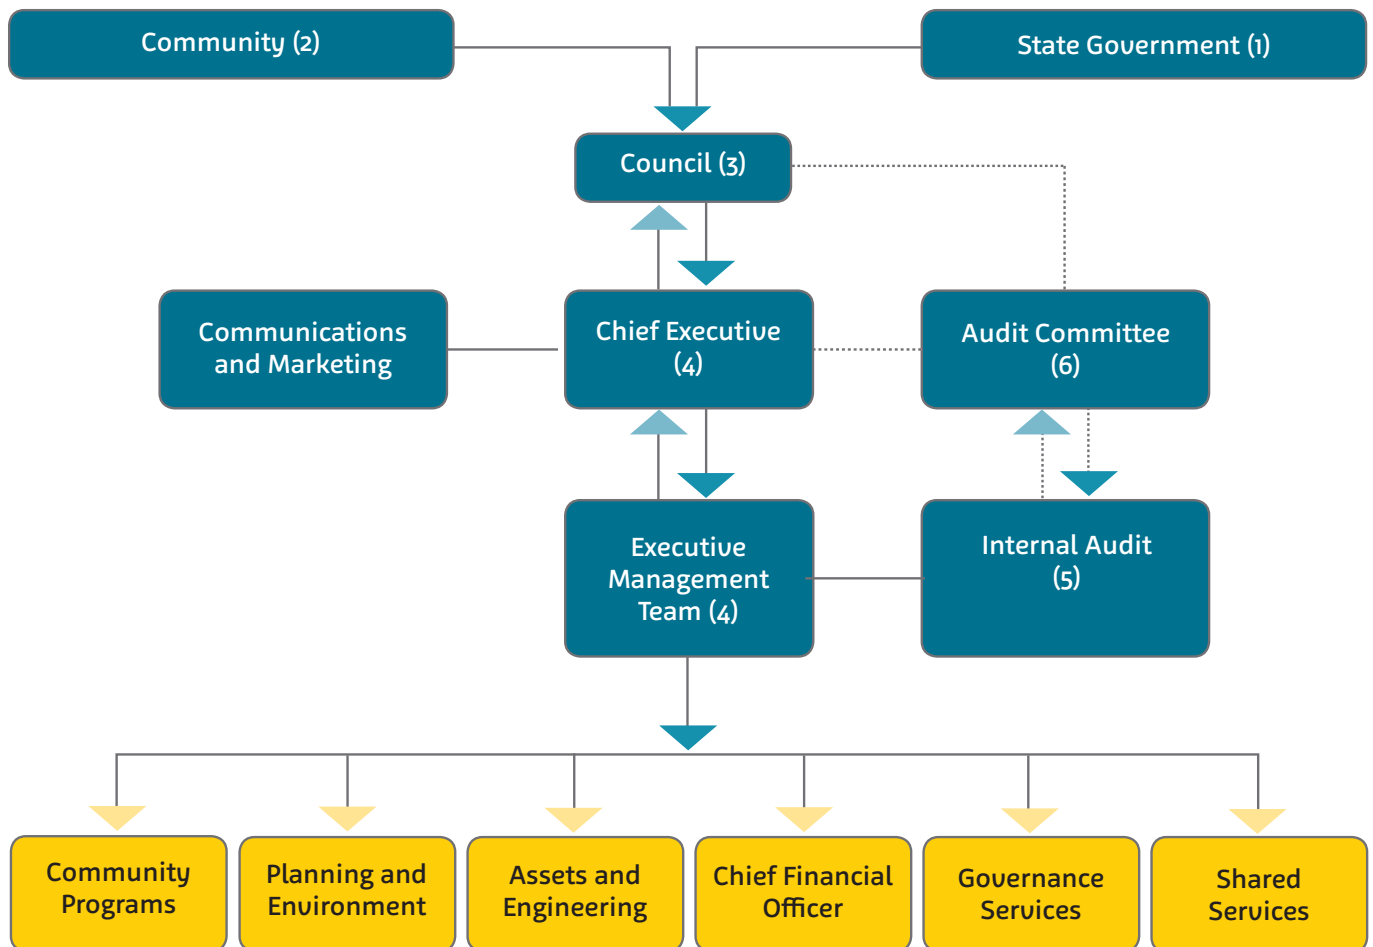 Community (2)
State Government (1)
Council (3)
Communications
and Marketing
Chief Executive
(4)
Audit Committee
(6)
Executive
Management
Team (4)
Internal Audit
(5)
Community
Programs
Planning and
Environment
Assets and
Engineering
Chief Financial
Officer
Governance
Services
Shared
Services